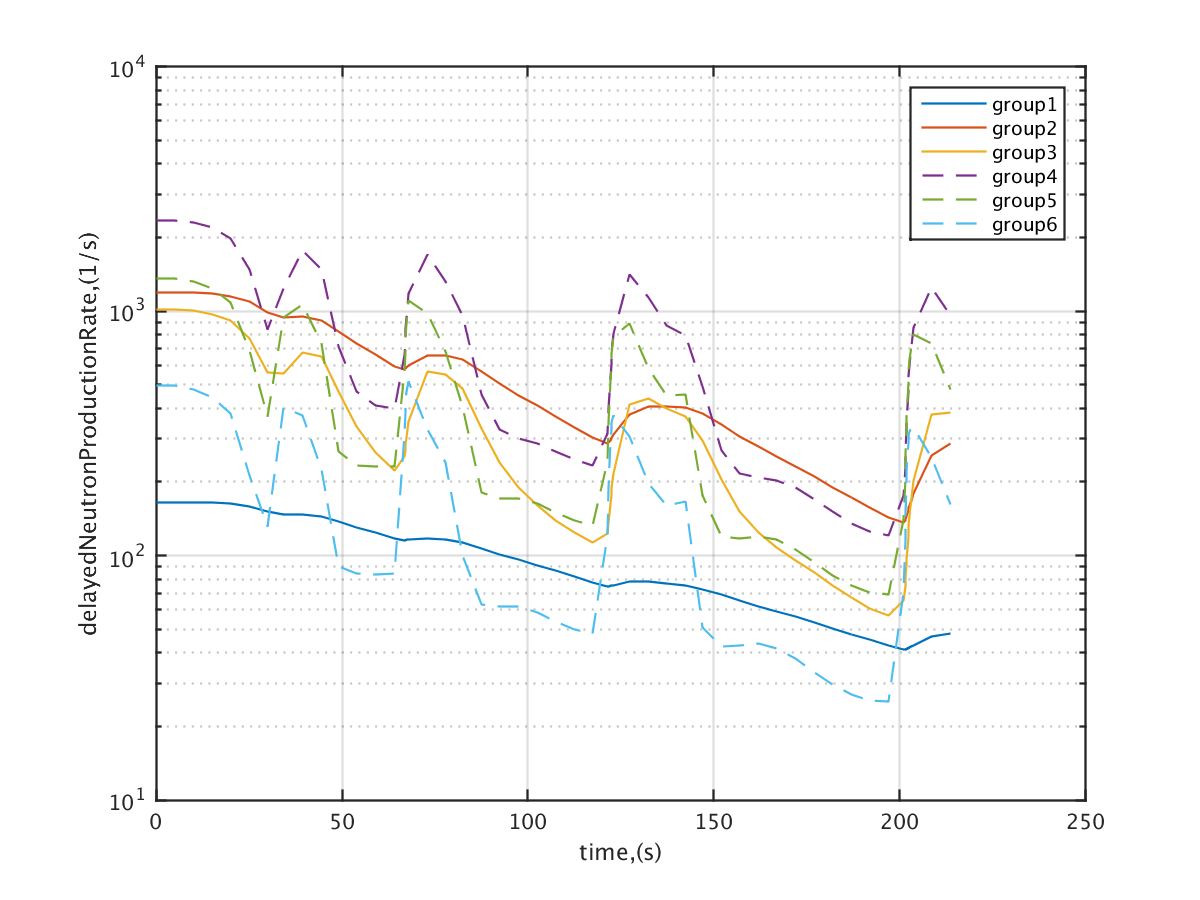 10^4
10^3
10^2
10^1
delayedNeutronProductionRate,(1/s)
group1
group2
group3
group4
group5
group6
0 50 100 150 200 250
time,(s)